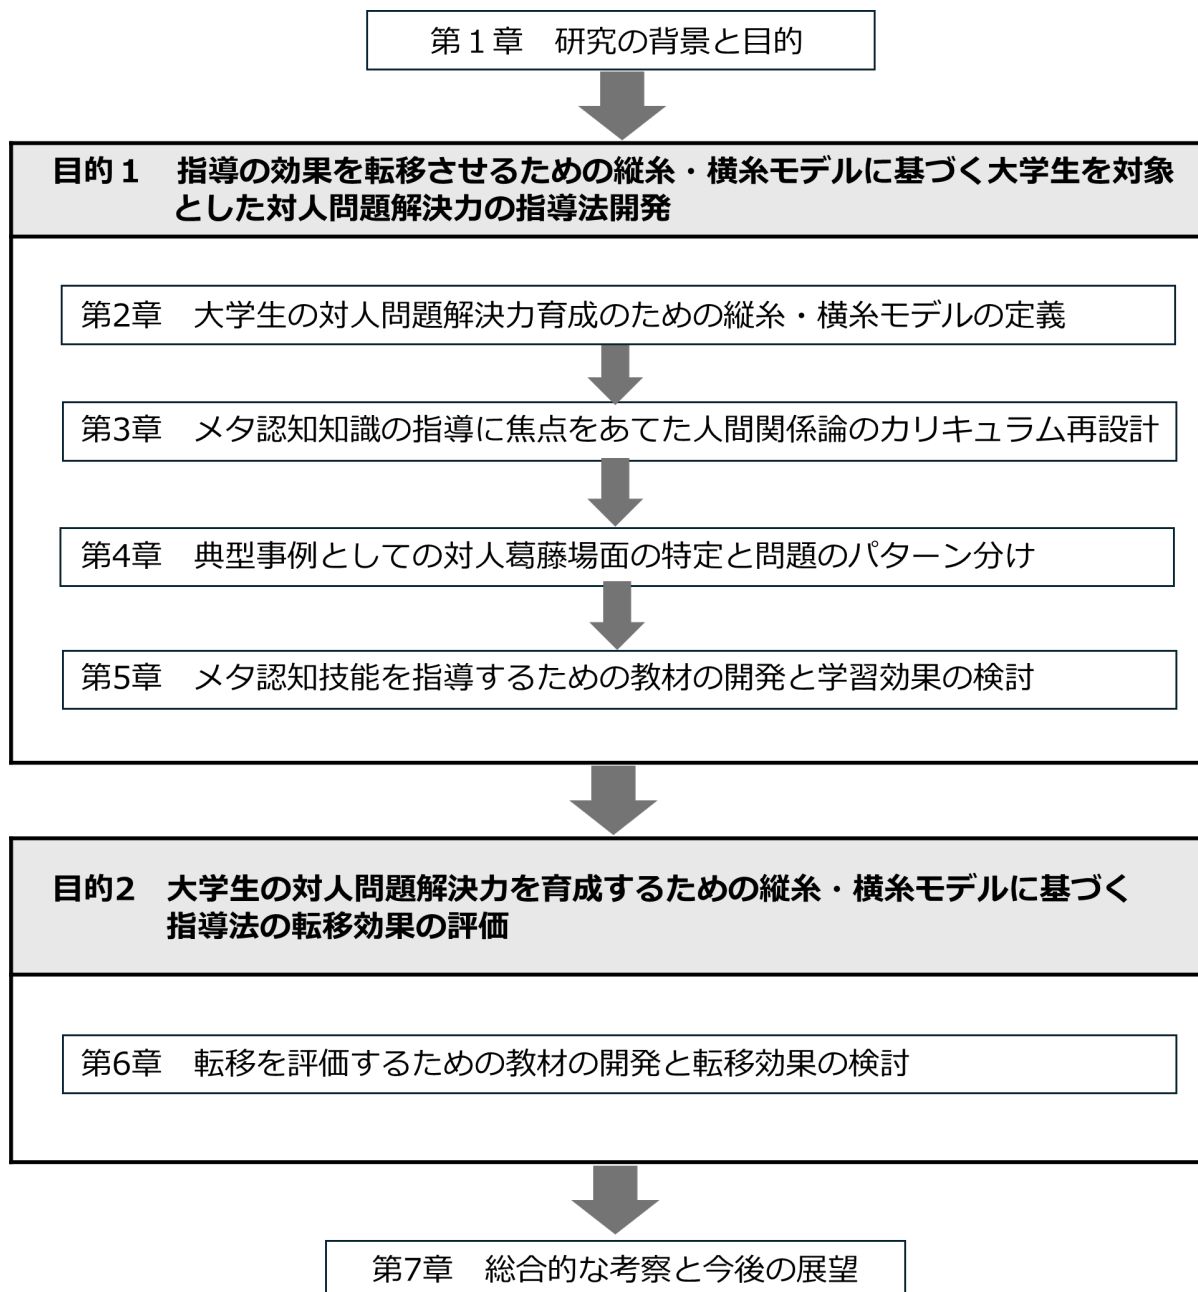 第１章　研究の背景と目的
目的１　指導の効果を転移させるための縦糸・横糸モデルに基づく大学生を対象
とした対人問題解決力の指導法開発
第2章　大学生の対人問題解決力育成のための縦糸・横糸モデルの定義
第3章　メタ認知知識の指導に焦点をあてた人間関係論のカリキュラム再設計
第4章　典型事例としての対人葛藤場面の特定と問題のパターン分け
第5章　メタ認知技能を指導するための教材の開発と学習効果の検討
目的2　大学生の対人問題解決力を育成するための縦糸・横糸モデルに基づく
指導法の転移効果の評価
第6章　転移を評価するための教材の開発と転移効果の検討
第7章　総合的な考察と今後の展望